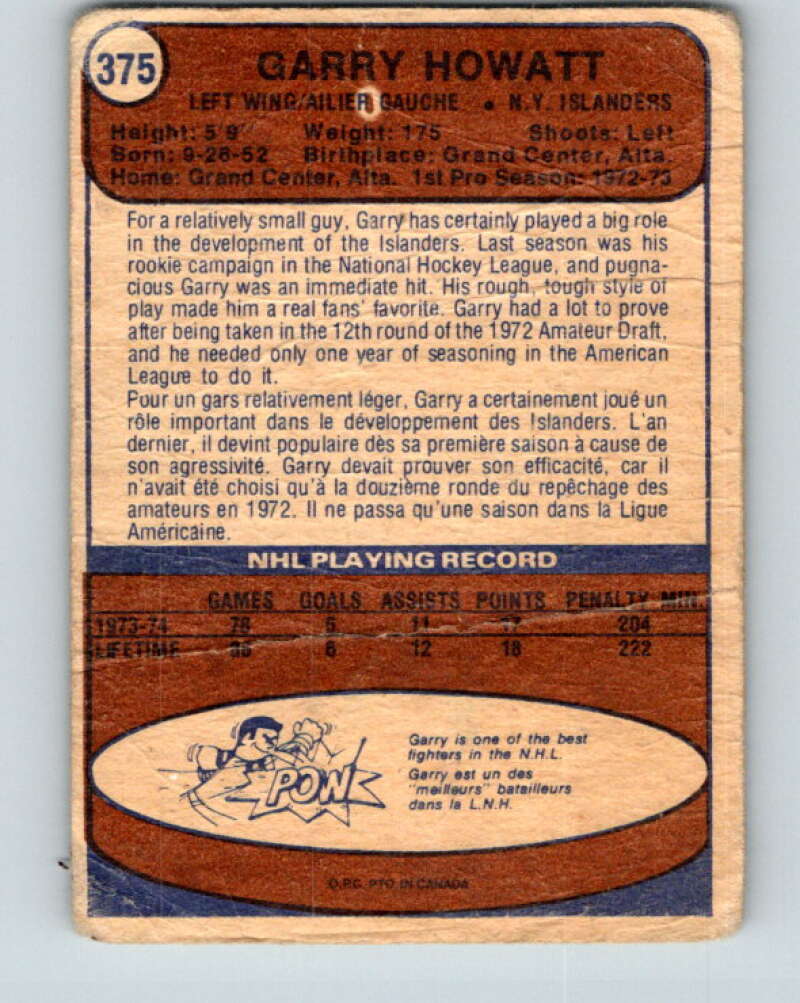 375
GARRY HOWATT
LEFT WING/AILIER GAUCHE • N.Y. ISLANDERS
Height: 5'9" Weight: 175 Shoots: Left
Born: 9-26-52 Birthplace: Grand Center, Alta.
Home: Grand Center, Alta. 1st Pro Season: 1972-73
For a relatively small guy, Garry has certainly played a big role
in the development of the Islanders. Last season was his
rookie campaign in the National Hockey League, and pugna-
cious Garry was an immediate hit. His rough, tough style of
play made him a real fans' favorite. Garry had a lot to prove
after being taken in the 12th round of the 1972 Amateur Draft,
and he needed only one year of seasoning in the American
League to do it.
Pour un gars relativement léger, Garry a certainement joué un
rôle important dans le développement des Islanders. L'an
dernier, il devint populaire dès sa première saison à cause de
son agressivité. Garry devait prouver son efficacité, car il
n'avait été choisi qu'à la douzième ronde du repêchage des
amateurs en 1972. Il ne passa qu'une saison dans la Ligue
Américaine.
NHL PLAYING RECORD
GAMES GOALS ASSISTS POINTS PENALTY MIN.
1973-74 78 6 11 17 204
LIFETIME 12 18 222
POW
Garry is one of the best
fighters in the N.H.L.
Garry est un des
"meilleurs" batailleurs
dans la L.N.H.
O.P.C. PTD IN CANADA